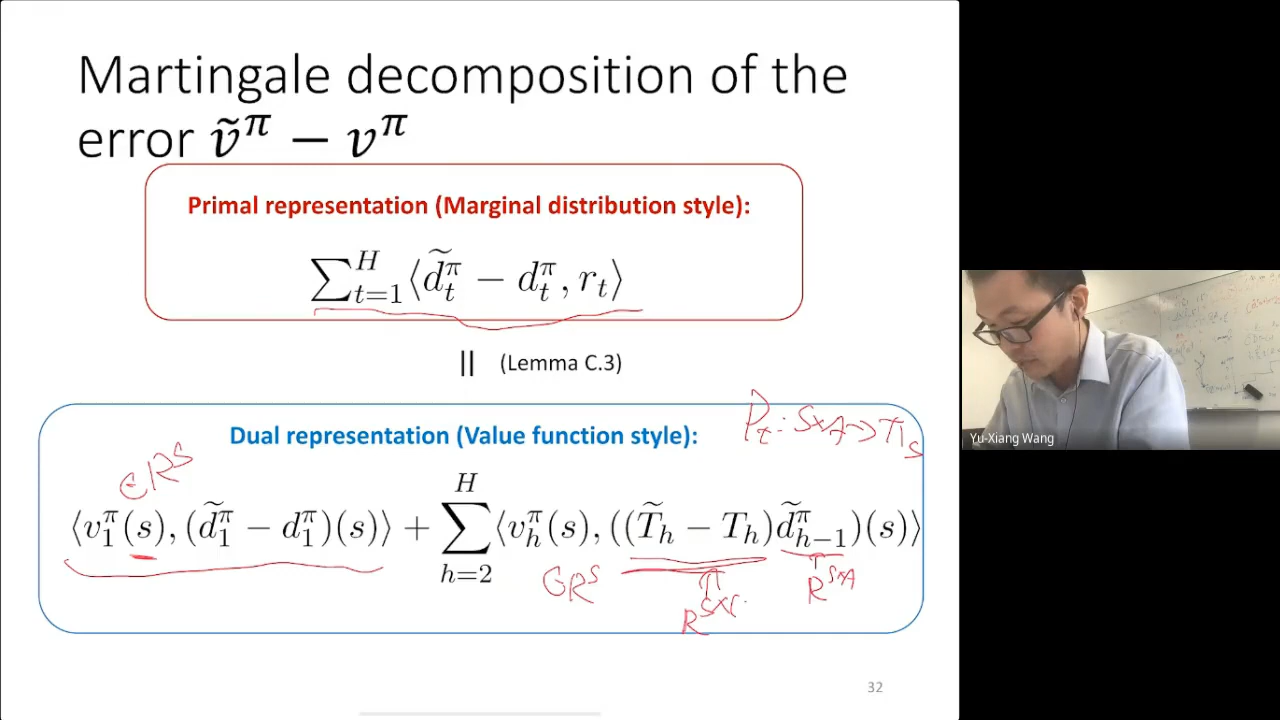 Martingale decomposition of the
error ṽ^π − v^π
Primal representation (Marginal distribution style):
∑_{t=1}^{H} ⟨d̃_t^π − d_t^π, r_t⟩
|| (Lemma C.3)
P_t: S×A→
Dual representation (Value function style):
∈R^S
⟨v_1^π(s), (d̃_1^π − d_1^π)(s)⟩ + ∑_{h=2}^{H} ⟨v_h^π(s), ((T̃_h − T_h)d̃_{h−1}^π)(s)⟩
∈R^S
R^{S×A}
32
Yu-Xiang Wang